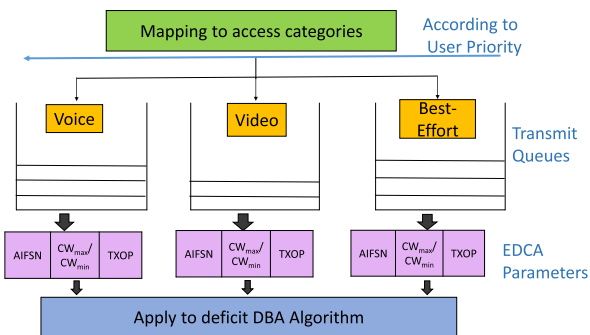 Mapping to access categories
According to
User Priority
Voice
Video
Best-
Effort
Transmit
Queues
AIFSN
CWmax/
CWmin
TXOP
AIFSN
CWmax/
CWmin
TXOP
AIFSN
CWmax/
CWmin
TXOP
EDCA
Parameters
Apply to deficit DBA Algorithm